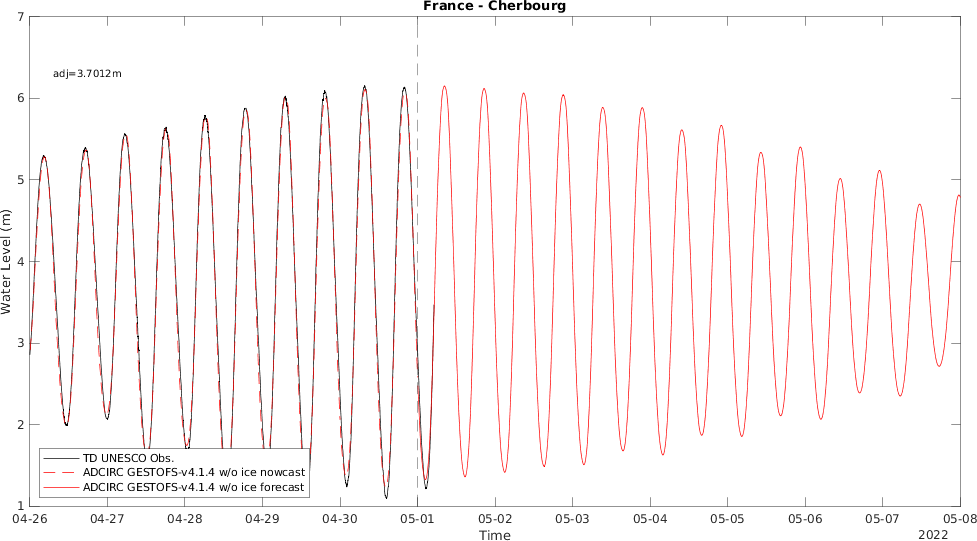 France - Cherbourg
7
adj=3.7012m
6
5
4
Water Level (m)
3
2
TD UNESCO Obs.
ADCIRC GESTOFS-v4.1.4 w/o ice nowcast
ADCIRC GESTOFS-v4.1.4 w/o ice forecast
1
04-26 04-27 04-28 04-29 04-30 05-01 05-02 05-03 05-04 05-05 05-06 05-07 05-08
Time
2022